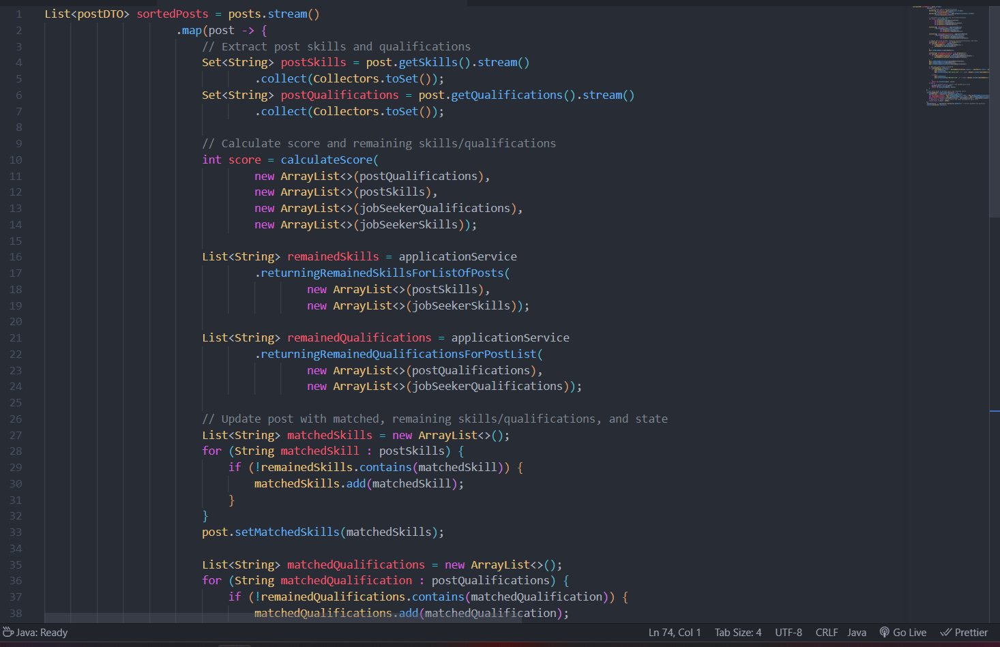 1 List<postDTO> sortedPosts = posts.stream()
2 .map(post -> {
3 // Extract post skills and qualifications
4 Set<String> postSkills = post.getSkills().stream()
5 .collect(Collectors.toSet());
6 Set<String> postQualifications = post.getQualifications().stream()
7 .collect(Collectors.toSet());
8
9 // Calculate score and remaining skills/qualifications
10 int score = calculateScore(
11 new ArrayList<>(postQualifications),
12 new ArrayList<>(postSkills),
13 new ArrayList<>(jobSeekerQualifications),
14 new ArrayList<>(jobSeekerSkills));
15
16 List<String> remainedSkills = applicationService
17 .returningRemainedSkillsForListOfPosts(
18 new ArrayList<>(postSkills),
19 new ArrayList<>(jobSeekerSkills));
20
21 List<String> remainedQualifications = applicationService
22 .returningRemainedQualificationsForPostList(
23 new ArrayList<>(postQualifications),
24 new ArrayList<>(jobSeekerQualifications));
25
26 // Update post with matched, remaining skills/qualifications, and state
27 List<String> matchedSkills = new ArrayList<>();
28 for (String matchedSkill : postSkills) {
29 if (!remainedSkills.contains(matchedSkill)) {
30 matchedSkills.add(matchedSkill);
31 }
32 }
33 post.setMatchedSkills(matchedSkills);
34
35 List<String> matchedQualifications = new ArrayList<>();
36 for (String matchedQualification : postQualifications) {
37 if (!remainedQualifications.contains(matchedQualification)) {
38 matchedQualifications.add(matchedQualification);
Java: Ready Ln 74, Col 1 Tab Size: 4 UTF-8 CRLF Java Go Live Prettier